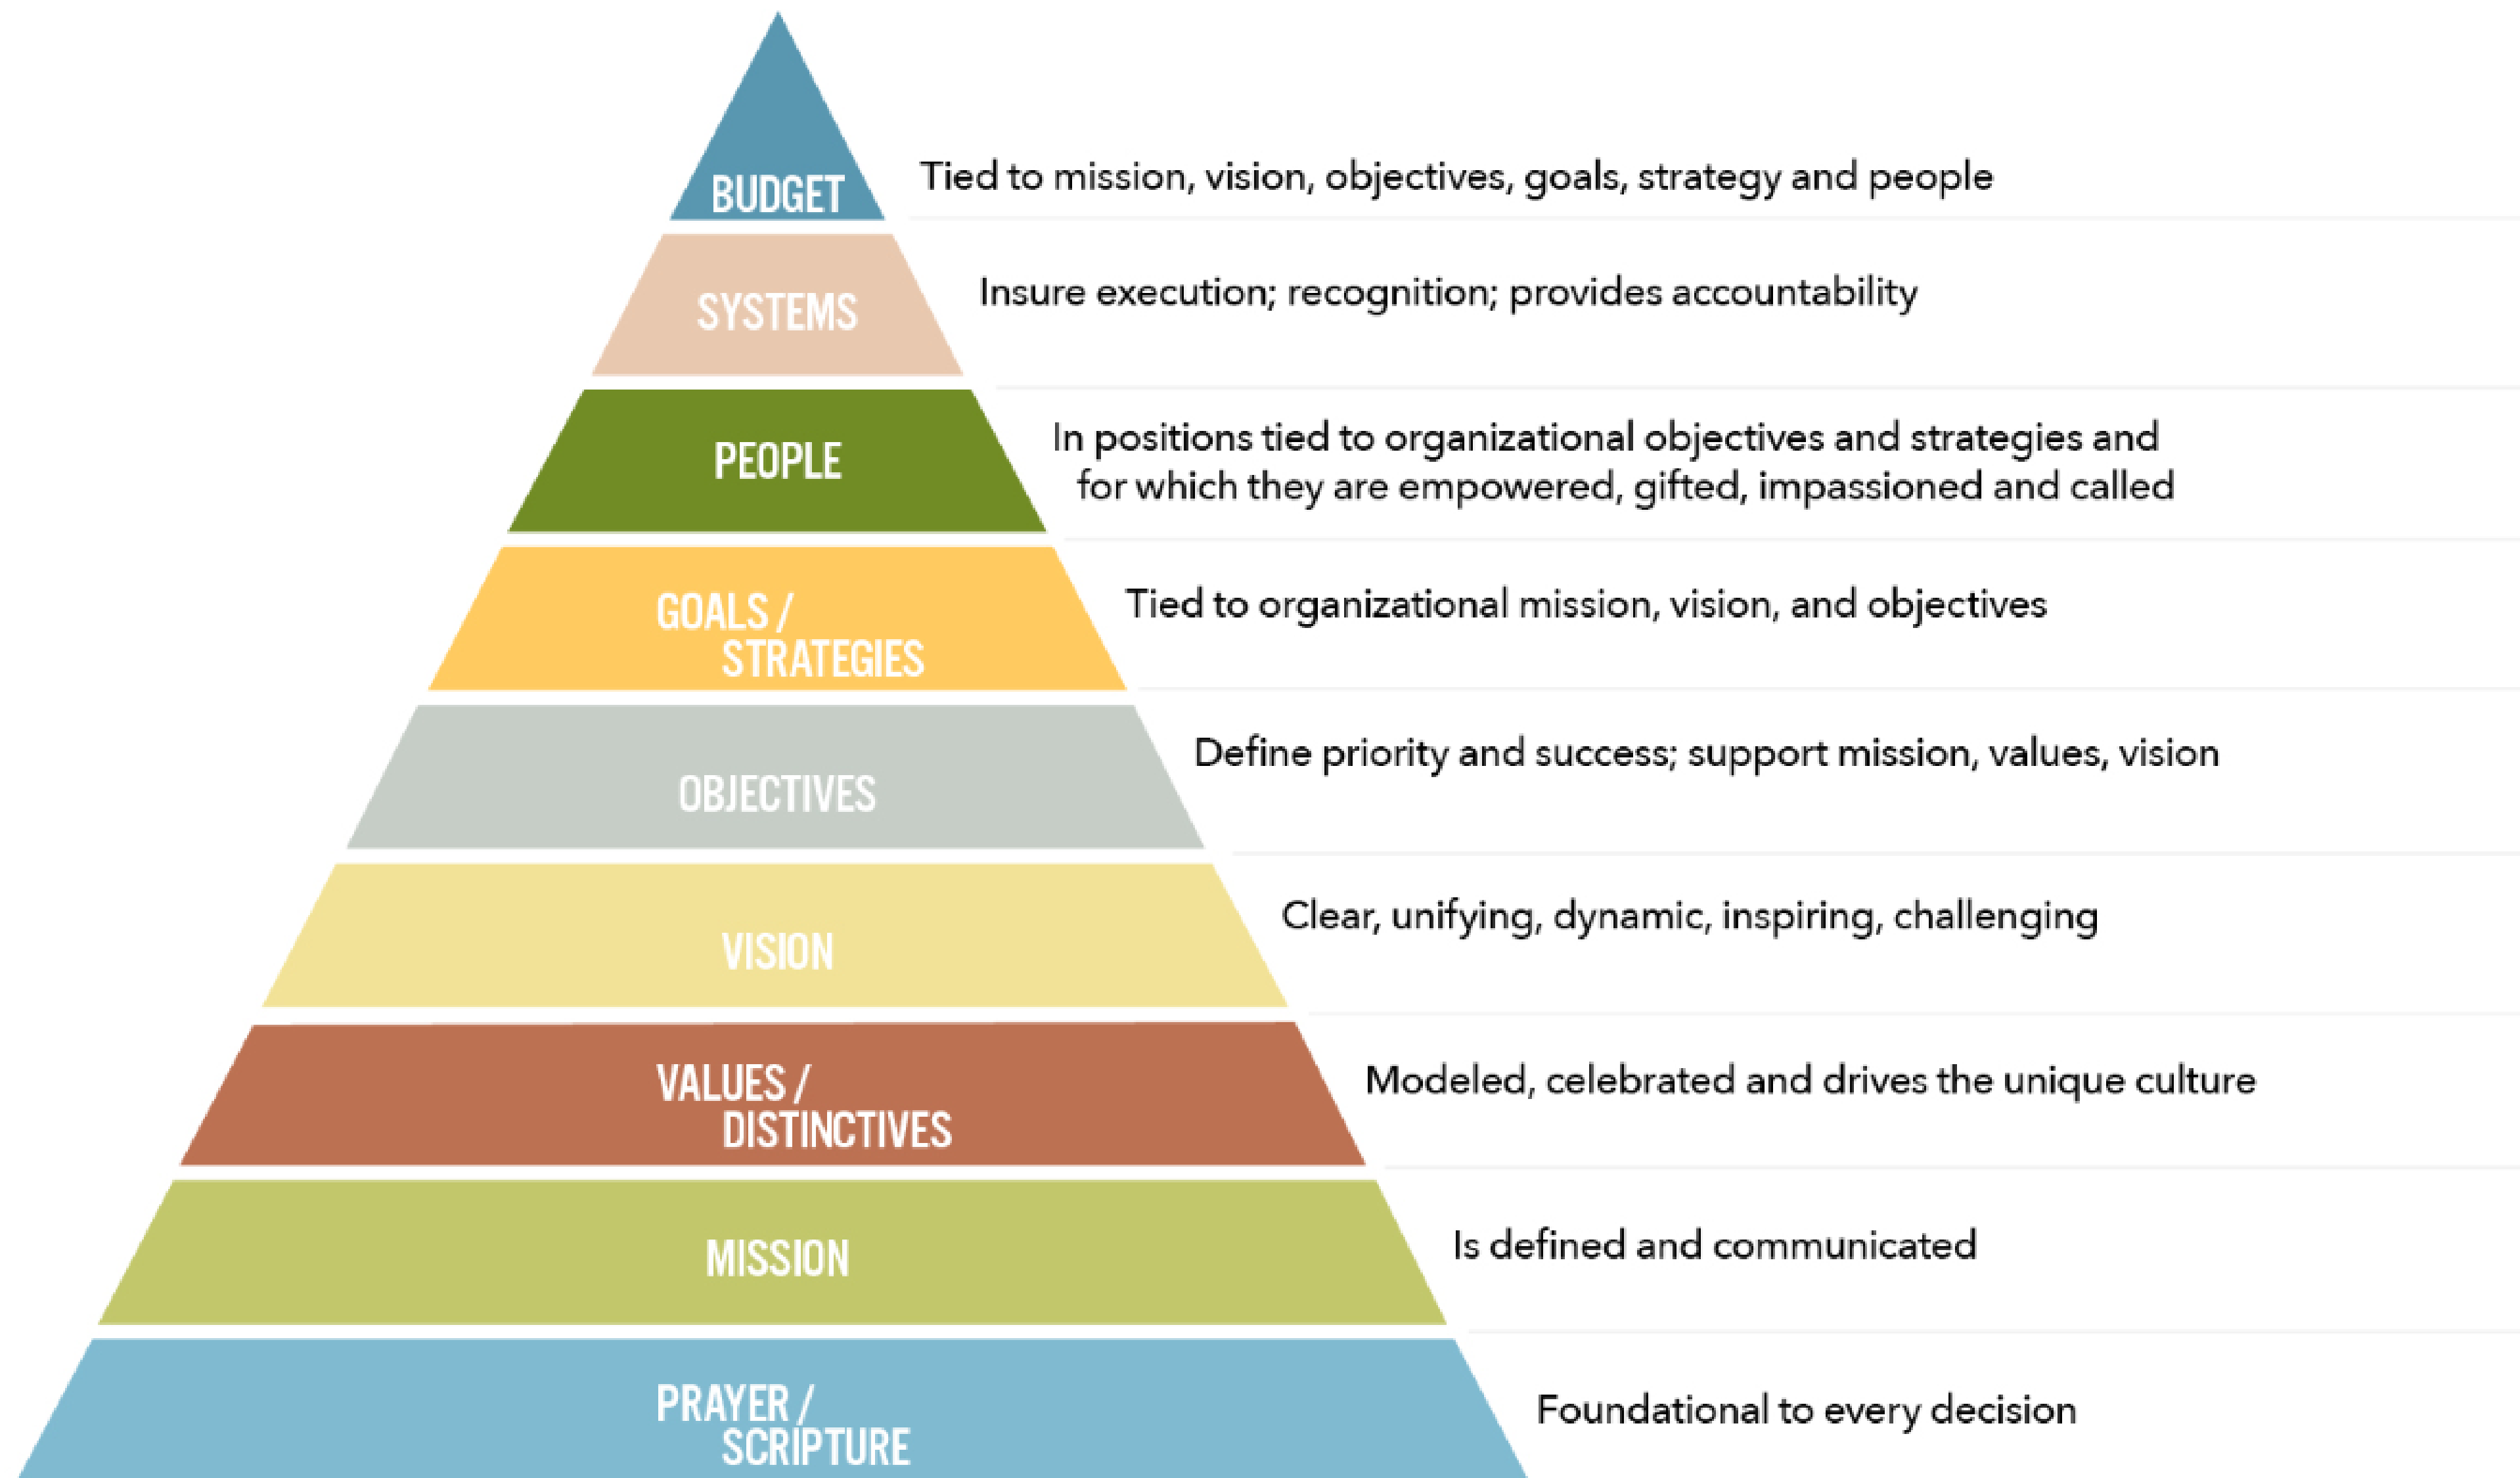 BUDGET
Tied to mission, vision, objectives, goals, strategy and people
SYSTEMS
Insure execution; recognition; provides accountability
PEOPLE
In positions tied to organizational objectives and strategies and
for which they are empowered, gifted, impassioned and called
GOALS /
STRATEGIES
Tied to organizational mission, vision, and objectives
OBJECTIVES
Define priority and success; support mission, values, vision
VISION
Clear, unifying, dynamic, inspiring, challenging
VALUES /
DISTINCTIVES
Modeled, celebrated and drives the unique culture
MISSION
Is defined and communicated
PRAYER /
SCRIPTURE
Foundational to every decision